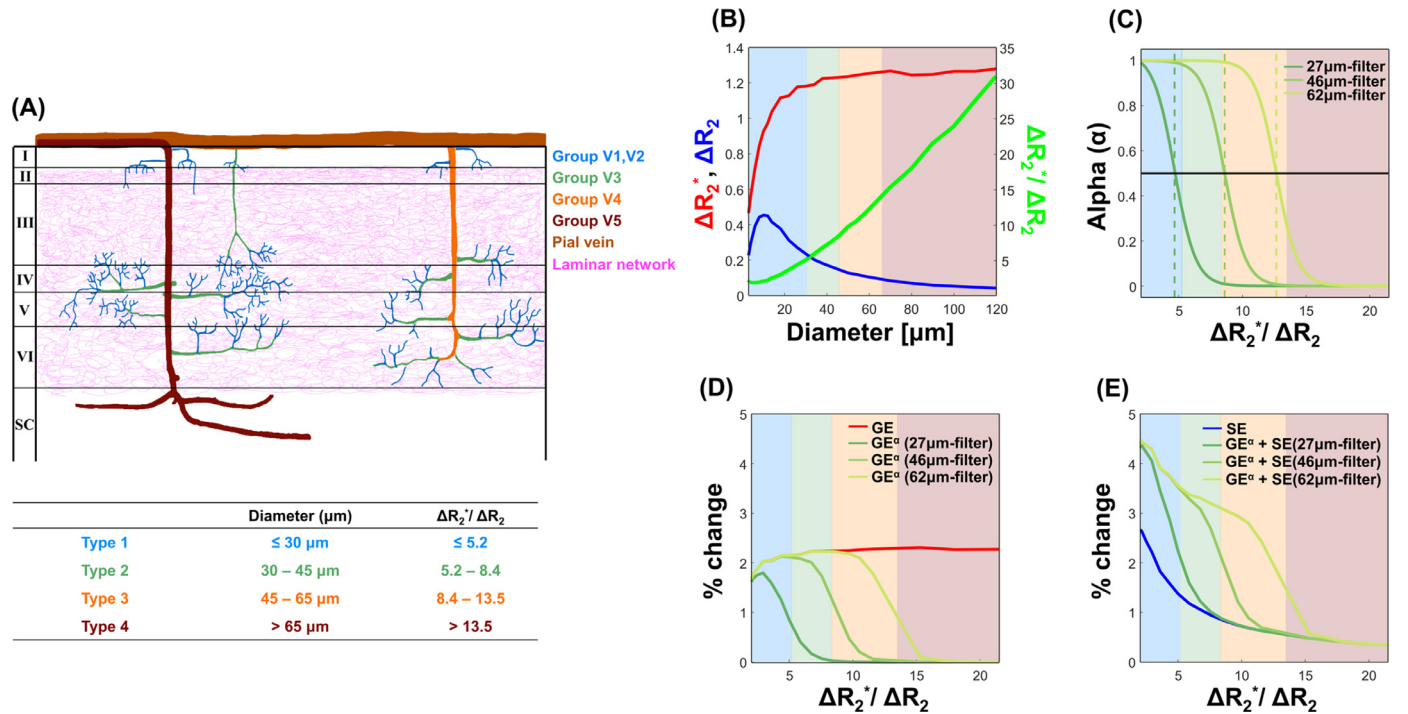 (A)
I
II
III
IV
V
VI
SC
Group V1,V2
Group V3
Group V4
Group V5
Pial vein
Laminar network
Diameter (μm) ΔR2*/ ΔR2
Type 1 ≤ 30 μm ≤ 5.2
Type 2 30 – 45 μm 5.2 – 8.4
Type 3 45 – 65 μm 8.4 – 13.5
Type 4 > 65 μm > 13.5
(B)
ΔR2*, ΔR2
1.4
1.2
1
0.8
0.6
0.4
0.2
0
35
30
25
20
15
10
5
ΔR2*/ ΔR2
20 40 60 80 100 120
Diameter [μm]
(C)
Alpha (α)
1
0.8
0.6
0.4
0.2
0
27μm-filter
46μm-filter
62μm-filter
5 10 15 20
ΔR2*/ ΔR2
(D)
% change
5
4
3
2
1
0
GE
GEα (27μm-filter)
GEα (46μm-filter)
GEα (62μm-filter)
5 10 15 20
ΔR2*/ ΔR2
(E)
% change
5
4
3
2
1
0
SE
GEα + SE(27μm-filter)
GEα + SE(46μm-filter)
GEα + SE(62μm-filter)
5 10 15 20
ΔR2*/ ΔR2